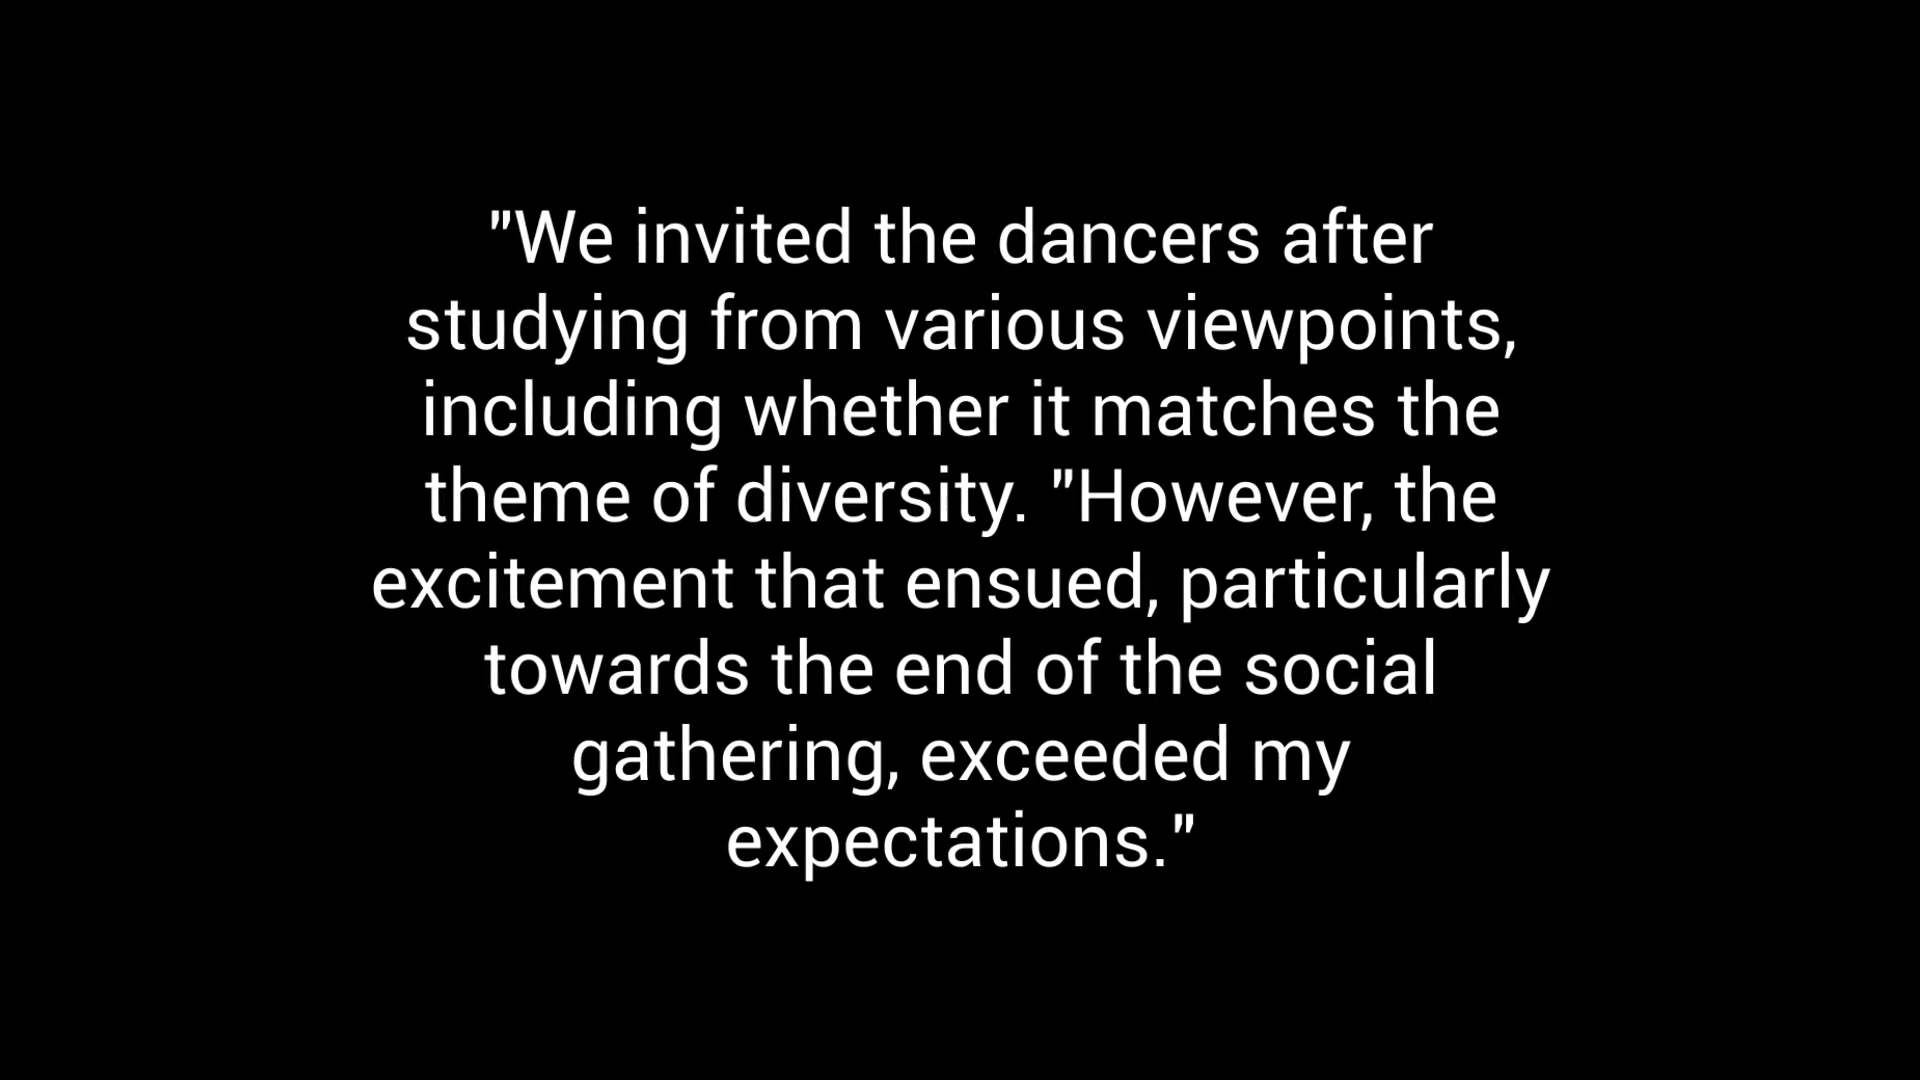 "We invited the dancers after
studying from various viewpoints,
including whether it matches the
theme of diversity. "However, the
excitement that ensued, particularly
towards the end of the social
gathering, exceeded my
expectations."